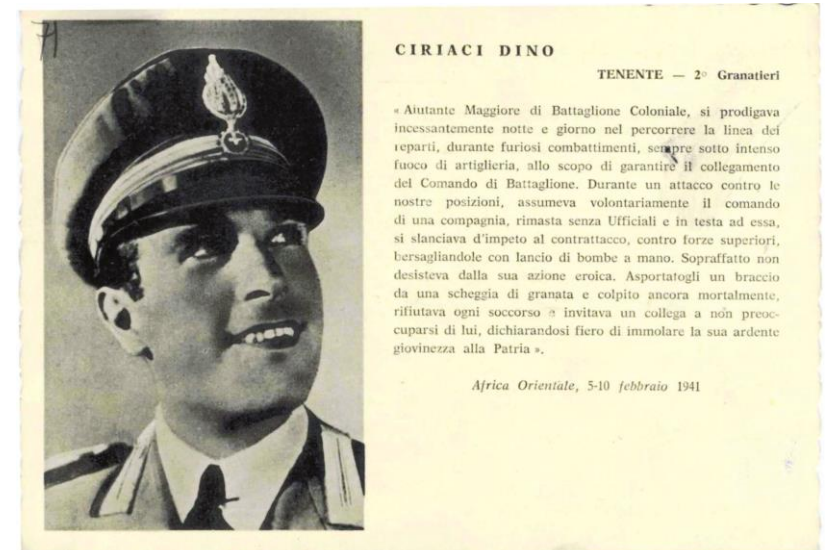 71
CIRIACI DINO
TENENTE — 2° Granatieri
« Aiutante Maggiore di Battaglione Coloniale, si prodigava
incessantemente notte e giorno nel percorrere la linea dei
reparti, durante furiosi combattimenti, sempre sotto intenso
fuoco di artiglieria, allo scopo di garantire il collegamento
del Comando di Battaglione. Durante un attacco contro le
nostre posizioni, assumeva volontariamente il comando
di una compagnia, rimasta senza Ufficiali e in testa ad essa,
si slanciava d'impeto al contrattacco, contro forze superiori,
bersagliandole con lancio di bombe a mano. Sopraffatto non
desisteva dalla sua azione eroica. Asportatogli un braccio
da una scheggia di granata e colpito ancora mortalmente,
rifiutava ogni soccorso e invitava un collega a non preoc-
cuparsi di lui, dichiarandosi fiero di immolare la sua ardente
giovinezza alla Patria ».
Africa Orientale, 5-10 febbraio 1941